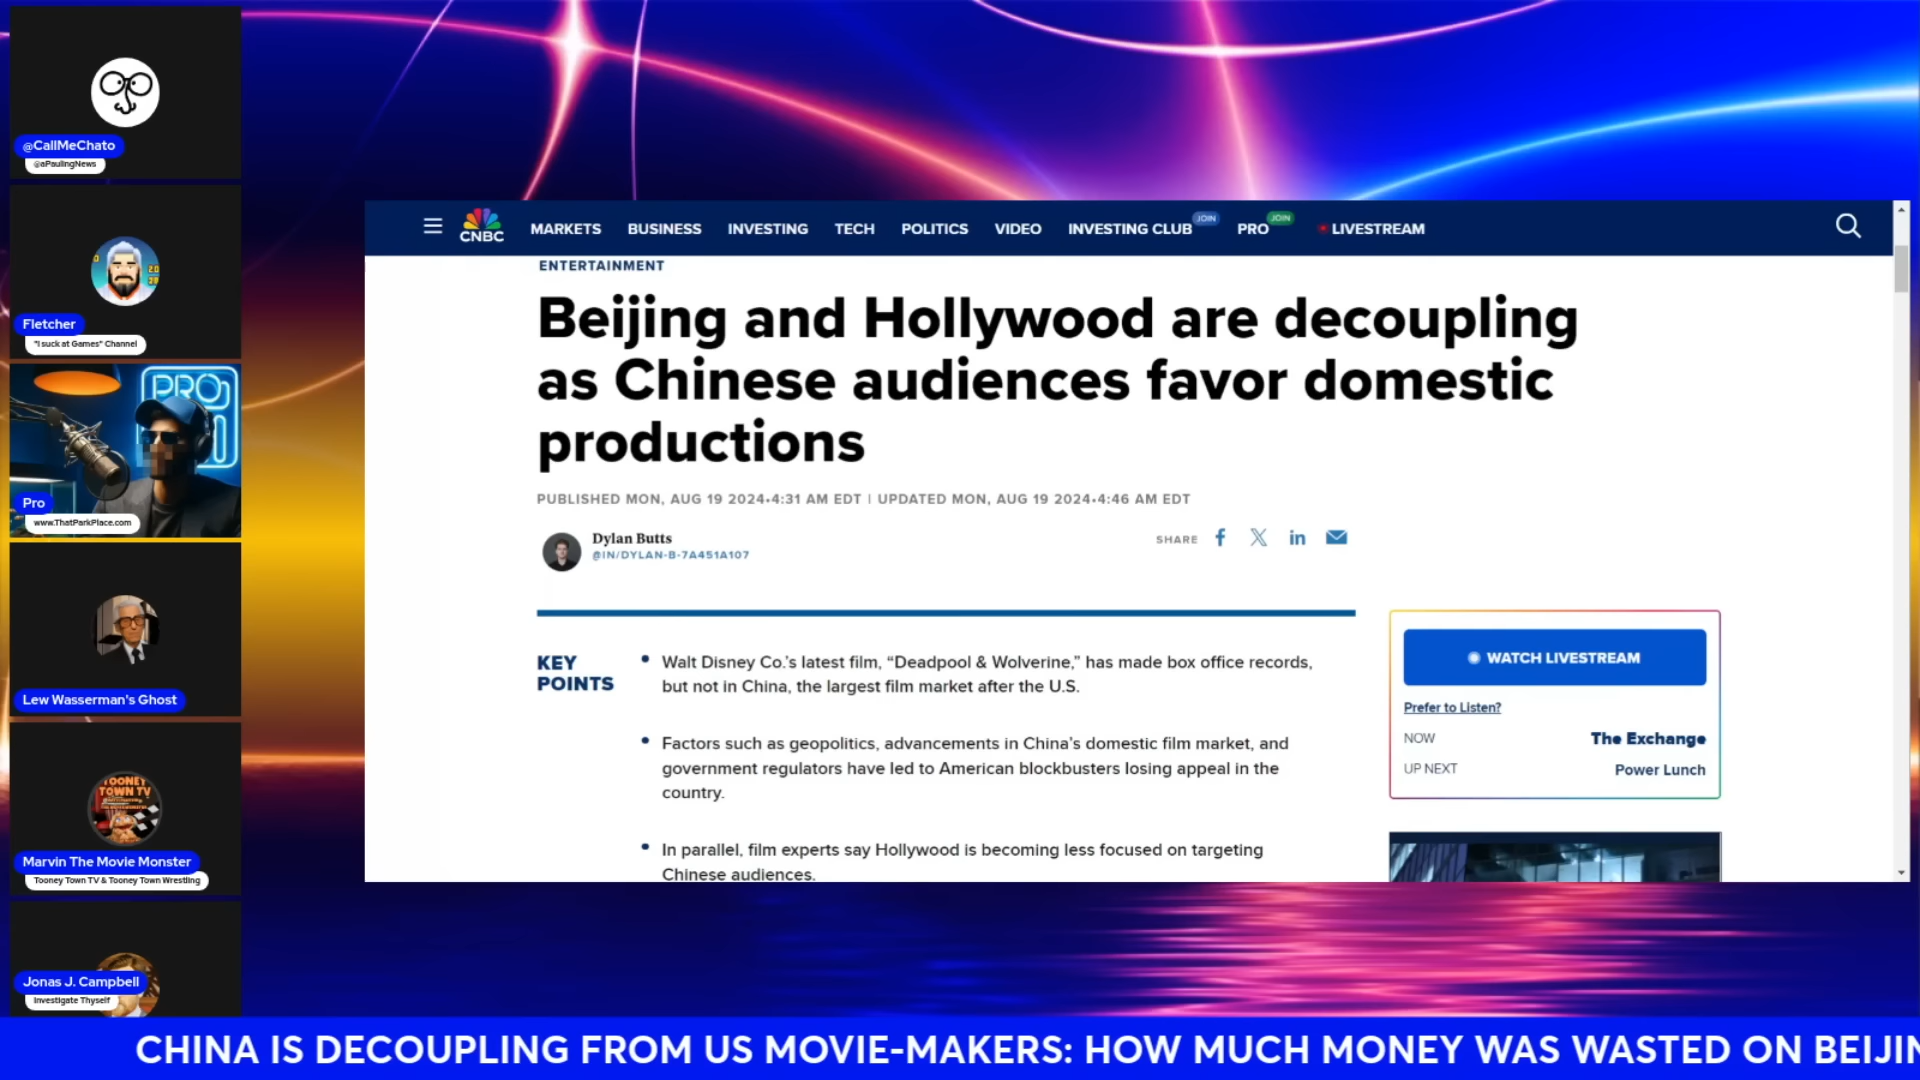 @CallMeChato
@aPaulingNews
Fletcher
"I suck at Games" Channel
PRO
Pro
www.ThatParkPlace.com
Lew Wasserman's Ghost
TOONEY
TOWN TV
Marvin The Movie Monster
Tooney Town TV & Tooney Town Wrestling
Jonas J. Campbell
Investigate Thyself
CNBC
MARKETS BUSINESS INVESTING TECH POLITICS VIDEO INVESTING CLUB JOIN PRO JOIN LIVESTREAM
ENTERTAINMENT
Beijing and Hollywood are decoupling
as Chinese audiences favor domestic
productions
PUBLISHED MON, AUG 19 2024•4:31 AM EDT | UPDATED MON, AUG 19 2024•4:46 AM EDT
Dylan Butts
@IN/DYLAN-B-7A451A107
SHARE
KEY
POINTS
• Walt Disney Co.'s latest film, “Deadpool & Wolverine,” has made box office records,
but not in China, the largest film market after the U.S.
• Factors such as geopolitics, advancements in China's domestic film market, and
government regulators have led to American blockbusters losing appeal in the
country.
• In parallel, film experts say Hollywood is becoming less focused on targeting
Chinese audiences.
WATCH LIVESTREAM
Prefer to Listen?
NOW The Exchange
UP NEXT Power Lunch
CHINA IS DECOUPLING FROM US MOVIE-MAKERS: HOW MUCH MONEY WAS WASTED ON BEIJIN